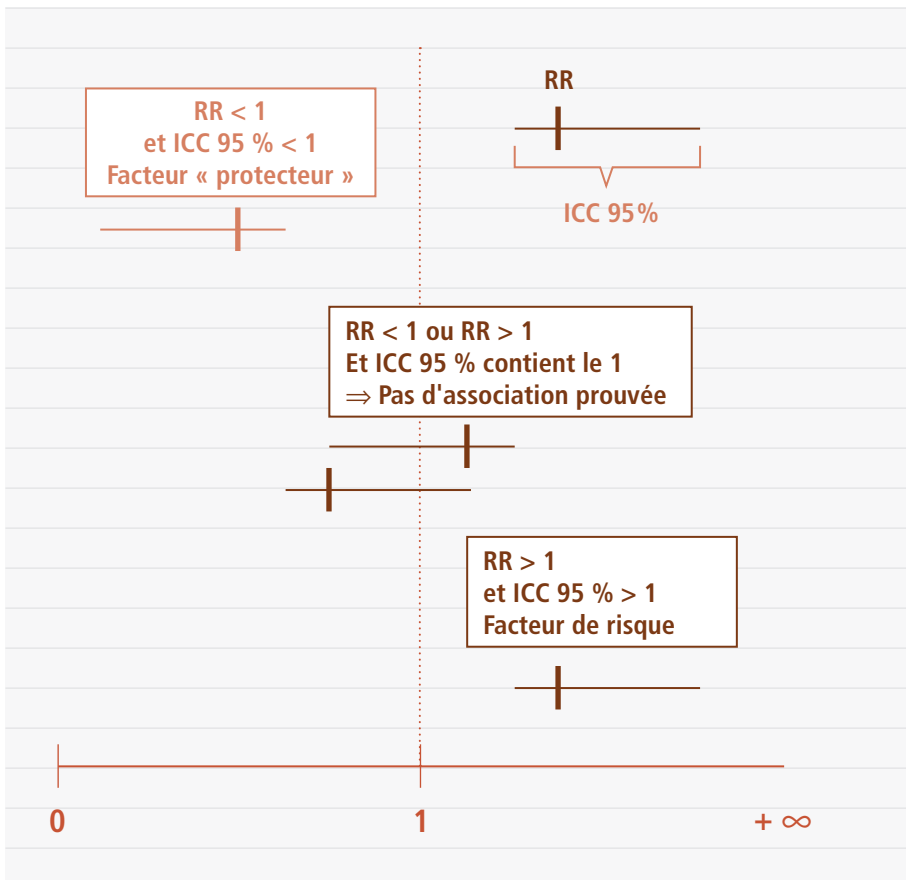 RR
RR < 1
et ICC 95 % < 1
Facteur « protecteur »
ICC 95%
RR < 1 ou RR > 1
Et ICC 95 % contient le 1
⇒ Pas d'association prouvée
RR > 1
et ICC 95 % > 1
Facteur de risque
0
1
+ ∞